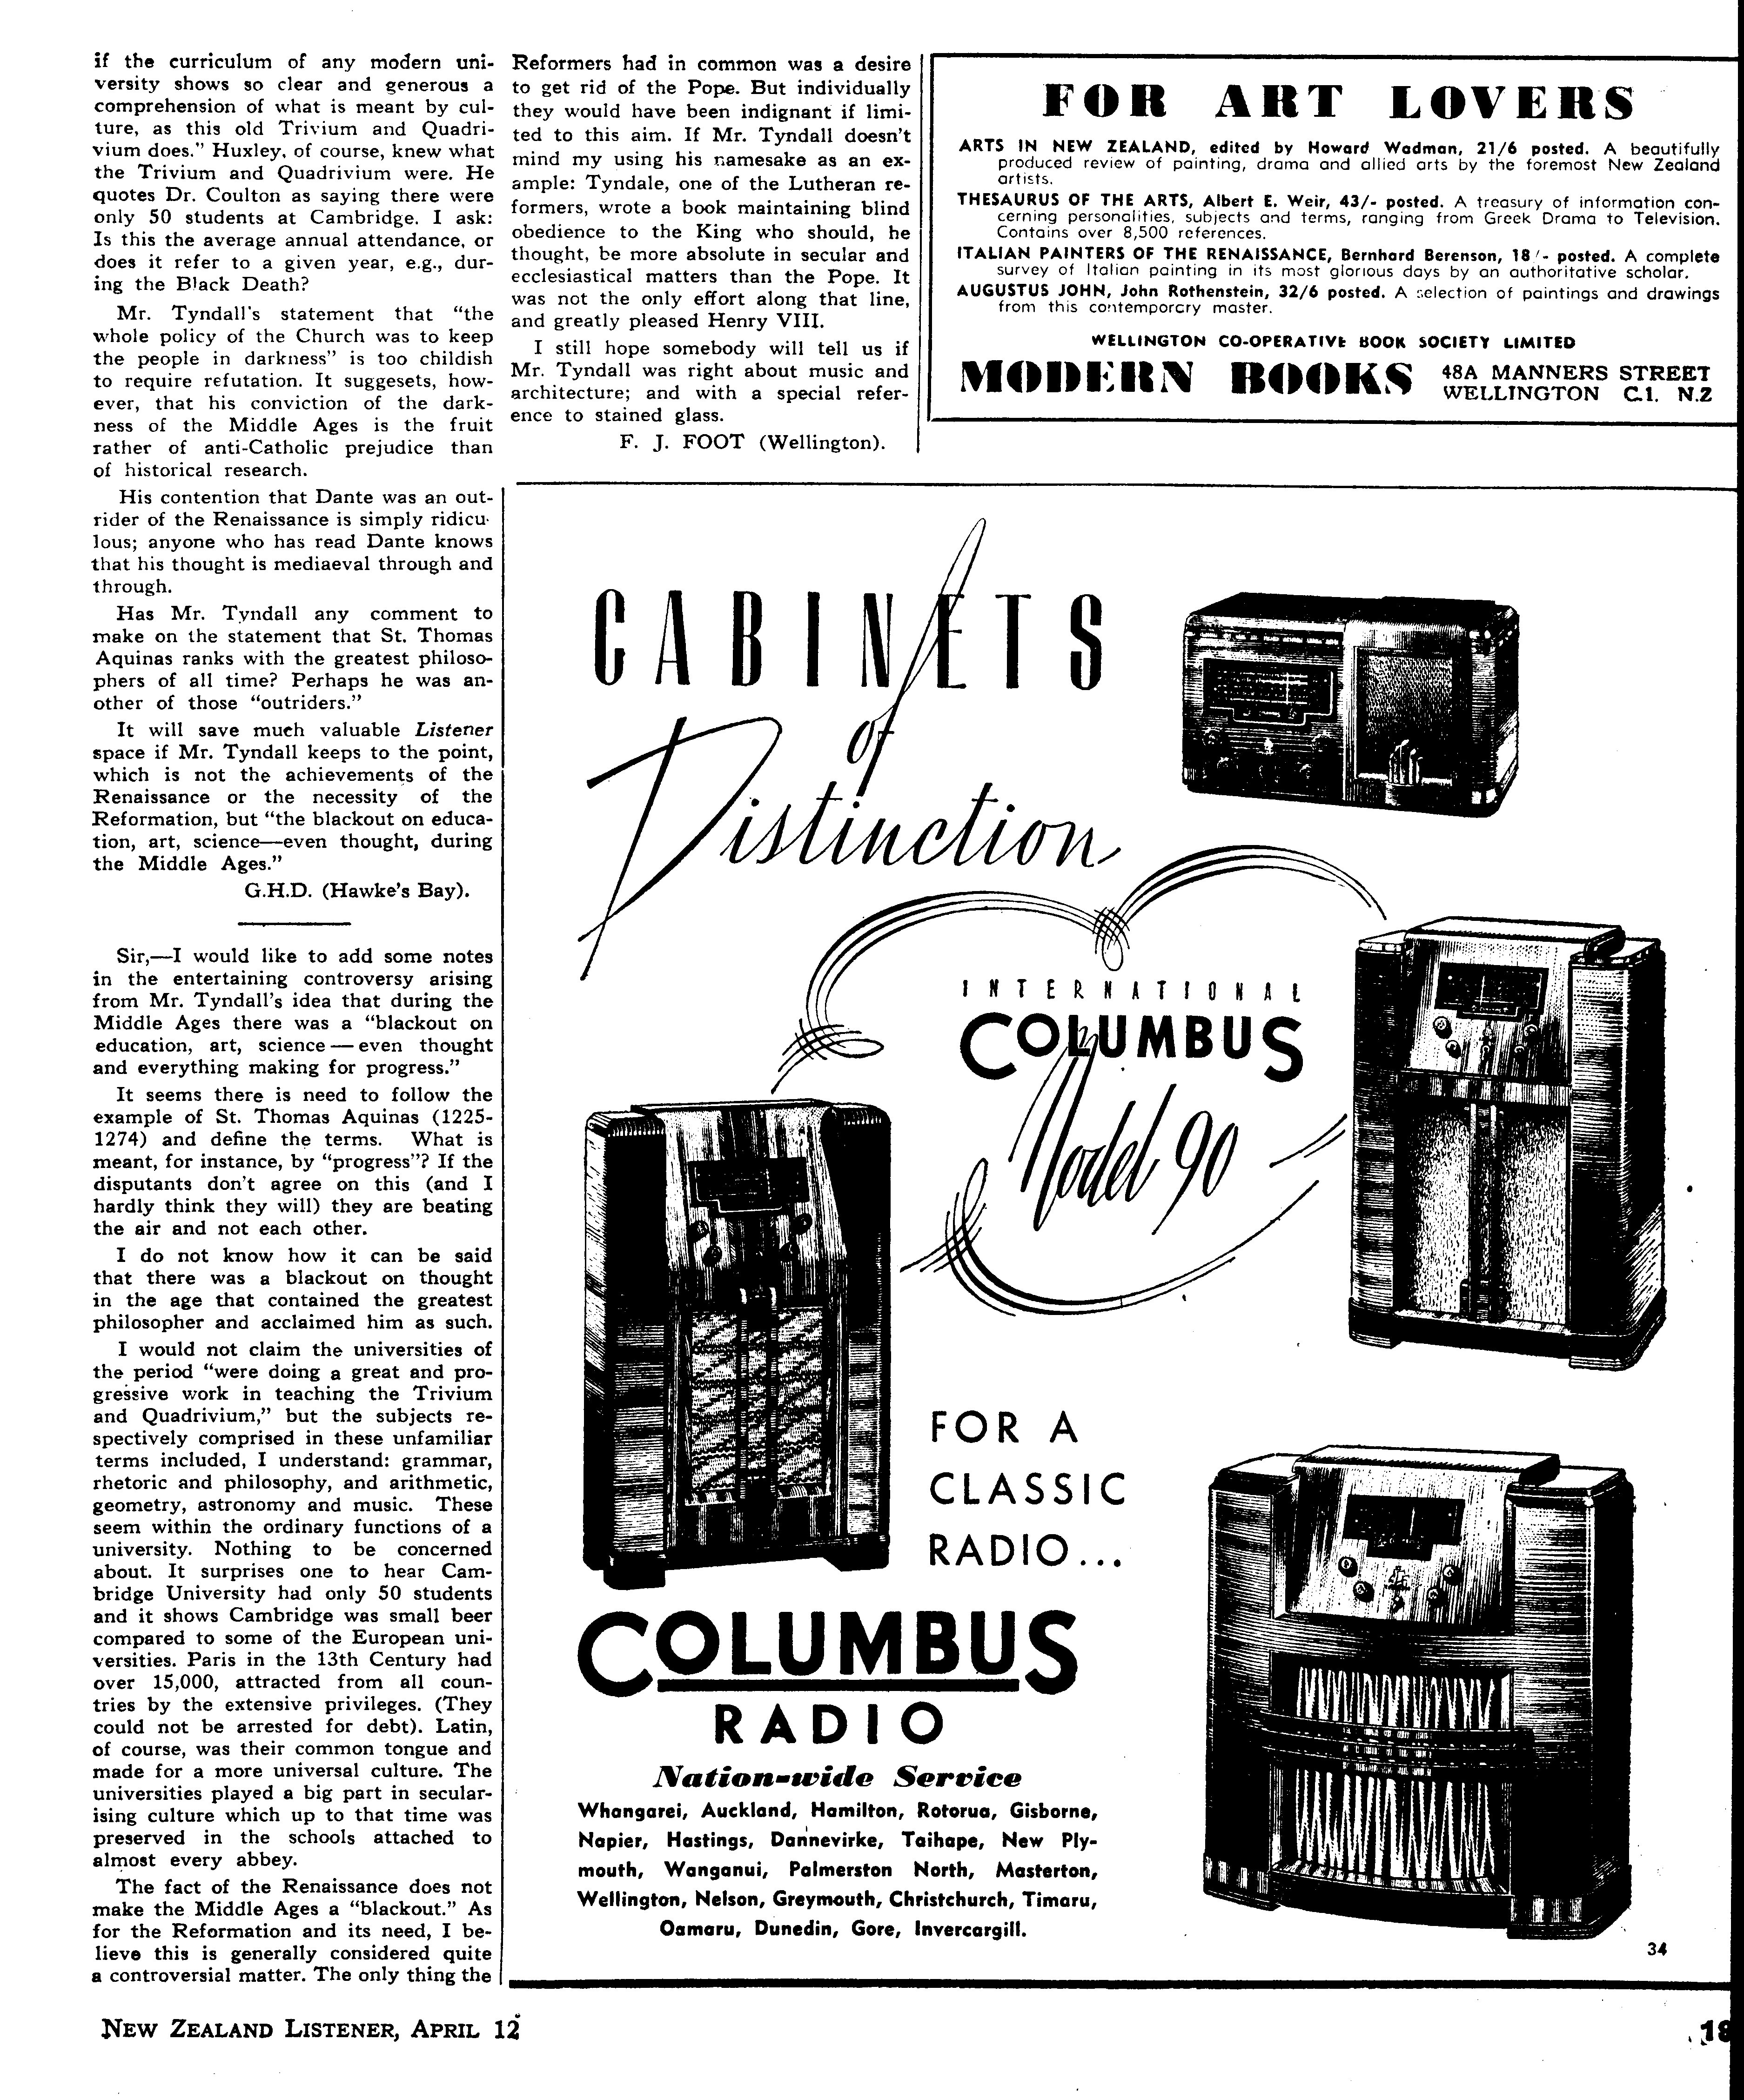 if the curriculum of any modern uni-
versity shows so clear and generous a
comprehension of what is meant by cul-
ture, as this old Trivium and Quadri-
vium does." Huxley, of course, knew what
the Trivium and Quadrivium were. He
quotes Dr. Coulton as saying there were
only 50 students at Cambridge. I ask:
Is this the average annual attendance, or
does it refer to a given year, e.g., dur-
ing the Black Death?
Mr. Tyndall's statement that "the
whole policy of the Church was to keep
the people in darkness" is too childish
to require refutation. It suggesets, how-
ever, that his conviction of the dark-
ness of the Middle Ages is the fruit
rather of anti-Catholic prejudice than
of historical research.
His contention that Dante was an out-
rider of the Renaissance is simply ridicu-
lous; anyone who has read Dante knows
that his thought is mediaeval through and
through.
Has Mr. Tyndall any comment to
make on the statement that St. Thomas
Aquinas ranks with the greatest philoso-
phers of all time? Perhaps he was an-
other of those "outriders."
It will save much valuable Listener
space if Mr. Tyndall keeps to the point,
which is not the achievements of the
Renaissance or the necessity of the
Reformation, but "the blackout on educa-
tion, art, science—even thought, during
the Middle Ages."
G.H.D. (Hawke's Bay).
Sir,—I would like to add some notes
in the entertaining controversy arising
from Mr. Tyndall's idea that during the
Middle Ages there was a "blackout on
education, art, science—even thought
and everything making for progress."
It seems there is need to follow the
example of St. Thomas Aquinas (1225-
1274) and define the terms. What is
meant, for instance, by "progress"? If the
disputants don't agree on this (and I
hardly think they will) they are beating
the air and not each other.
I do not know how it can be said
that there was a blackout on thought
in the age that contained the greatest
philosopher and acclaimed him as such.
I would not claim the universities of
the period "were doing a great and pro-
gressive work in teaching the Trivium
and Quadrivium," but the subjects re-
spectively comprised in these unfamiliar
terms included, I understand: grammar,
rhetoric and philosophy, and arithmetic,
geometry, astronomy and music. These
seem within the ordinary functions of a
university. Nothing to be concerned
about. It surprises one to hear Cam-
bridge University had only 50 students
and it shows Cambridge was small beer
compared to some of the European uni-
versities. Paris in the 13th Century had
over 15,000, attracted from all coun-
tries by the extensive privileges. (They
could not be arrested for debt). Latin,
of course, was their common tongue and
made for a more universal culture. The
universities played a big part in secular-
ising culture which up to that time was
preserved in the schools attached to
almost every abbey.
The fact of the Renaissance does not
make the Middle Ages a "blackout." As
for the Reformation and its need, I be-
lieve this is generally considered quite
a controversial matter. The only thing the
Reformers had in common was a desire
to get rid of the Pope. But individually
they would have been indignant if limi-
ted to this aim. If Mr. Tyndall doesn't
mind my using his namesake as an ex-
ample: Tyndale, one of the Lutheran re-
formers, wrote a book maintaining blind
obedience to the King who should, he
thought, be more absolute in secular and
ecclesiastical matters than the Pope. It
was not the only effort along that line,
and greatly pleased Henry VIII.
I still hope somebody will tell us if
Mr. Tyndall was right about music and
architecture; and with a special refer-
ence to stained glass.
F. J. FOOT (Wellington).
FOR ART LOVERS
ARTS IN NEW ZEALAND, edited by Howard Wadman, 21/6 posted. A beautifully
produced review of painting, drama and allied arts by the foremost New Zealand
artists.
THESAURUS OF THE ARTS, Albert E. Weir, 43/- posted. A treasury of information con-
cerning personalities, subjects and terms, ranging from Greek Drama to Television.
Contains over 8,500 references.
ITALIAN PAINTERS OF THE RENAISSANCE, Bernhard Berenson, 18/- posted. A complete
survey of Italian painting in its most glorious days by an authoritative scholar.
AUGUSTUS JOHN, John Rothenstein, 32/6 posted. A selection of paintings and drawings
from this contemporary master.
WELLINGTON CO-OPERATIVE BOOK SOCIETY LIMITED
MODERN BOOKS
48A MANNERS STREET
WELLINGTON C.1. N.Z
CABINETS
of
Distinction
INTERNATIONAL
COLUMBUS
Model 90
FOR A
CLASSIC
RADIO...
COLUMBUS
RADIO
Nation-wide Service
Whangarei, Auckland, Hamilton, Rotorua, Gisborne,
Napier, Hastings, Dannevirke, Taihape, New Ply-
mouth, Wanganui, Palmerston North, Masterton,
Wellington, Nelson, Greymouth, Christchurch, Timaru,
Oamaru, Dunedin, Gore, Invercargill.
34
NEW ZEALAND LISTENER, APRIL 12